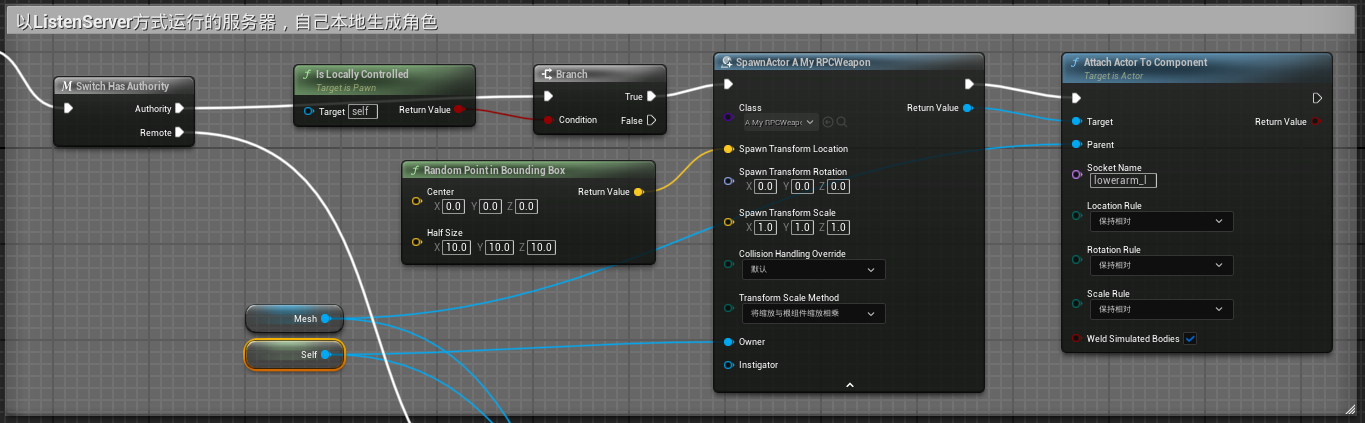 以ListenServer方式运行的服务器，自己本地生成角色
Switch Has Authority
Authority
Remote
Is Locally Controlled
Target is Pawn
Target self
Return Value
Branch
True
Condition
False
Random Point in Bounding Box
Center
Return Value
X 0.0 Y 0.0 Z 0.0
Half Size
X 10.0 Y 10.0 Z 10.0
Mesh
Self
SpawnActor A My RPCWeapon
Class
Return Value
A My RPCWeapo
Spawn Transform Location
Spawn Transform Rotation
X 0.0 Y 0.0 Z 0.0
Spawn Transform Scale
X 1.0 Y 1.0 Z 1.0
Collision Handling Override
默认
Transform Scale Method
将缩放与根组件缩放相乘
Owner
Instigator
Attach Actor To Component
Target is Actor
Target
Return Value
Parent
Socket Name
lowerarm_l
Location Rule
保持相对
Rotation Rule
保持相对
Scale Rule
保持相对
Weld Simulated Bodies